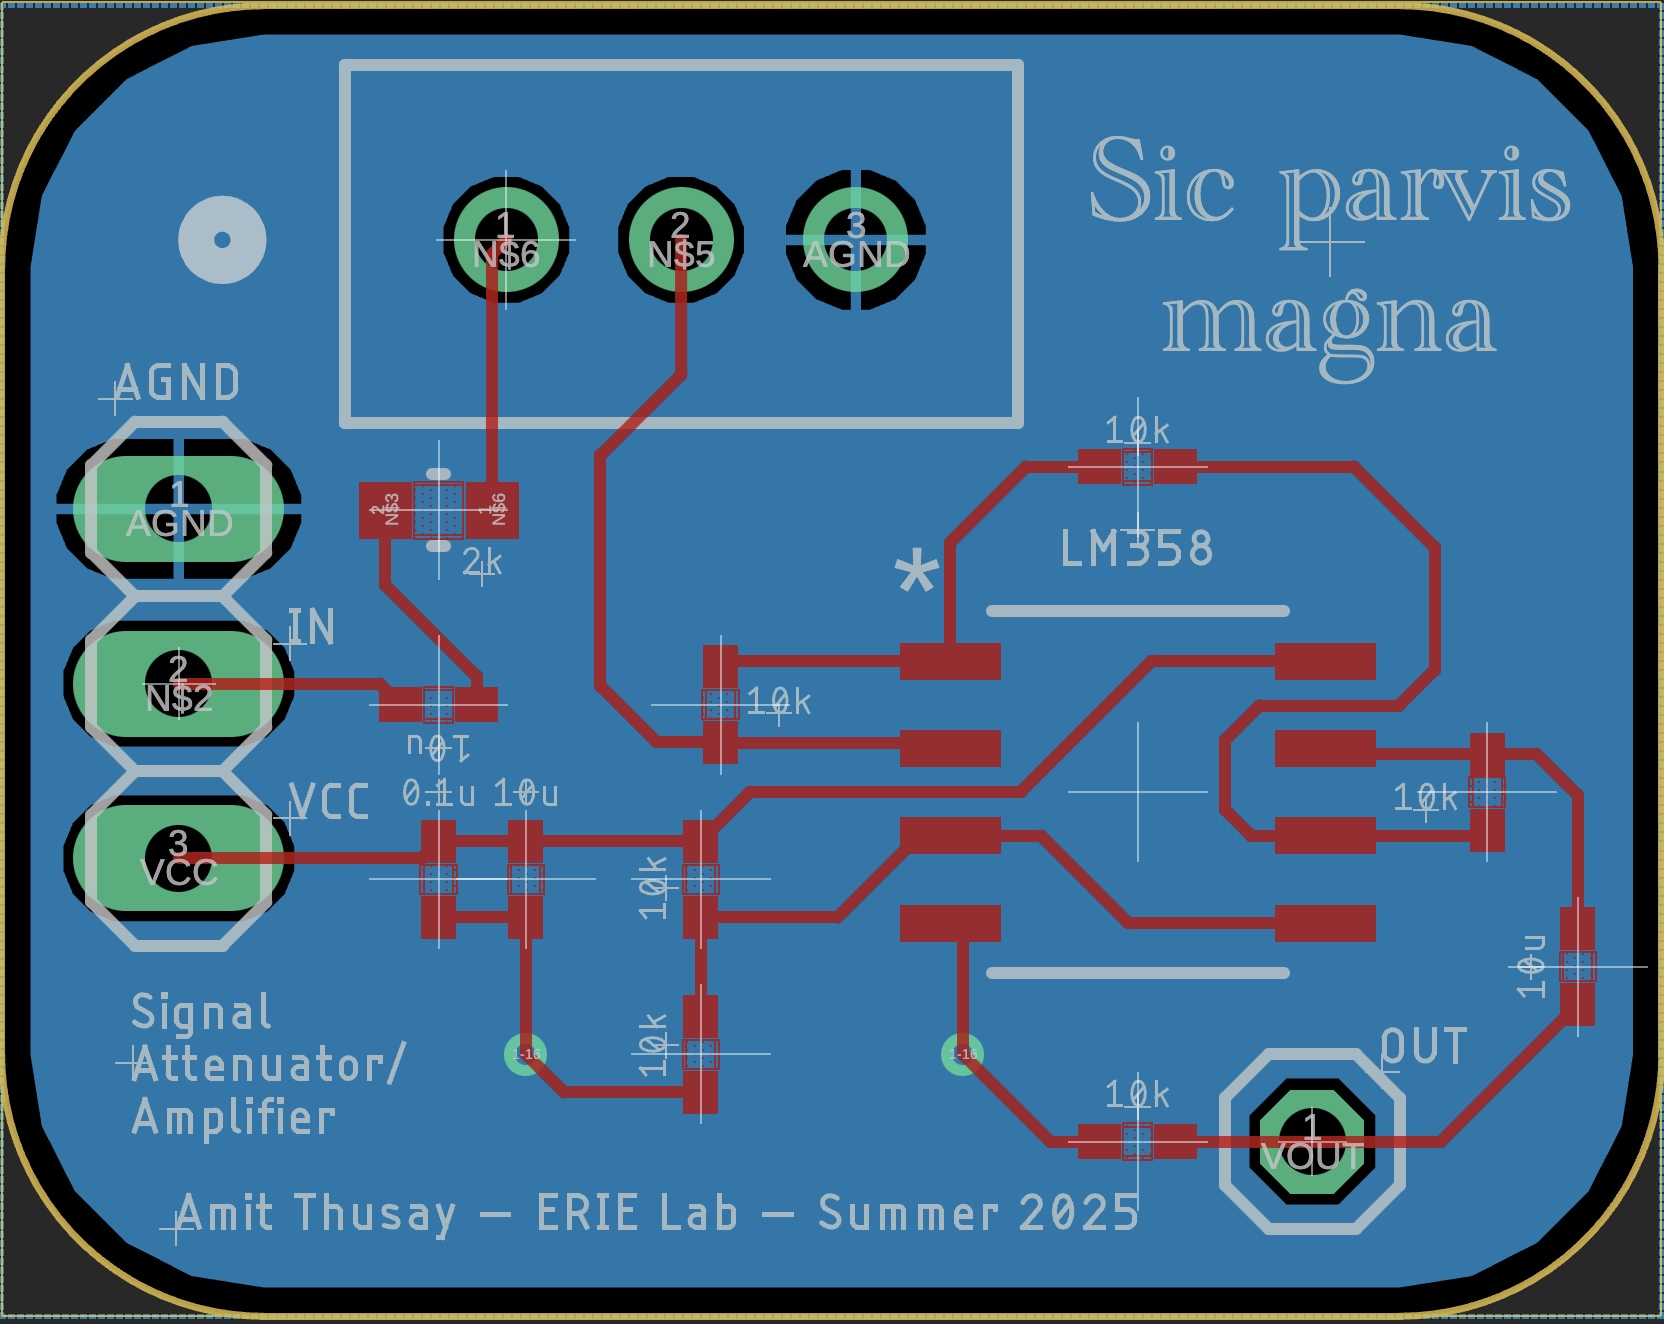 Sic parvis
magna
1
N$6
2
N$5
3
AGND
AGND
1
AGND
2
N$3
1
N$6
2k
10k
LM358
*
IN
2
N$2
10u
10k
VCC
3
VCC
0.1u 10u
10k
10k
10u
Signal
Attenuator/
Amplifier
10k
1-16
1-16
10k
OUT
1
VOUT
Amit Thusay — ERIE Lab — Summer 2025